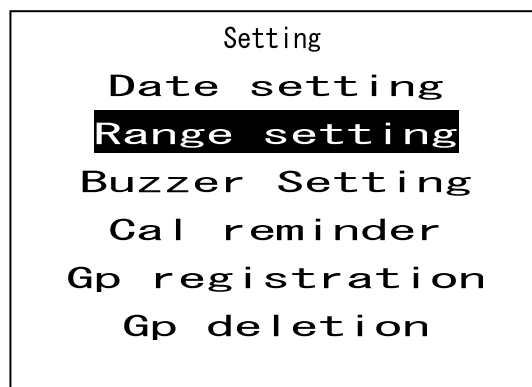 Setting
Date setting
Range setting
Buzzer Setting
Cal reminder
Gp registration
Gp deletion